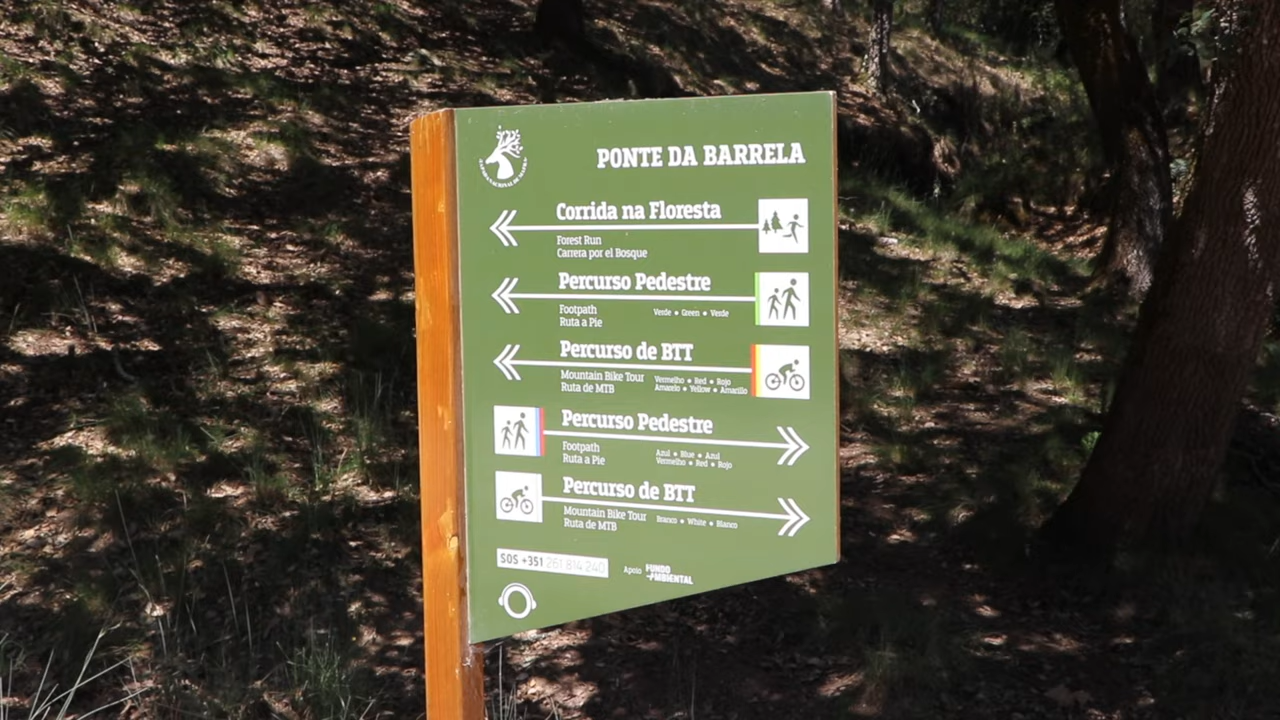 PONTE DA BARRELA
Corrida na Floresta
Forest Run
Carrera por el Bosque
Percurso Pedestre
Footpath
Ruta a Pie
Verde • Green • Verde
Percurso de BTT
Mountain Bike Tour
Ruta de MTB
Vermelho • Red • Rojo
Amarelo • Yellow • Amarillo
Percurso Pedestre
Footpath
Ruta a Pie
Azul • Blue • Azul
Vermelho • Red • Rojo
Percurso de BTT
Mountain Bike Tour
Ruta de MTB
Branco • White • Blanco
SOS +351 261 814 240
Apoio FUNDO
AMBIENTAL